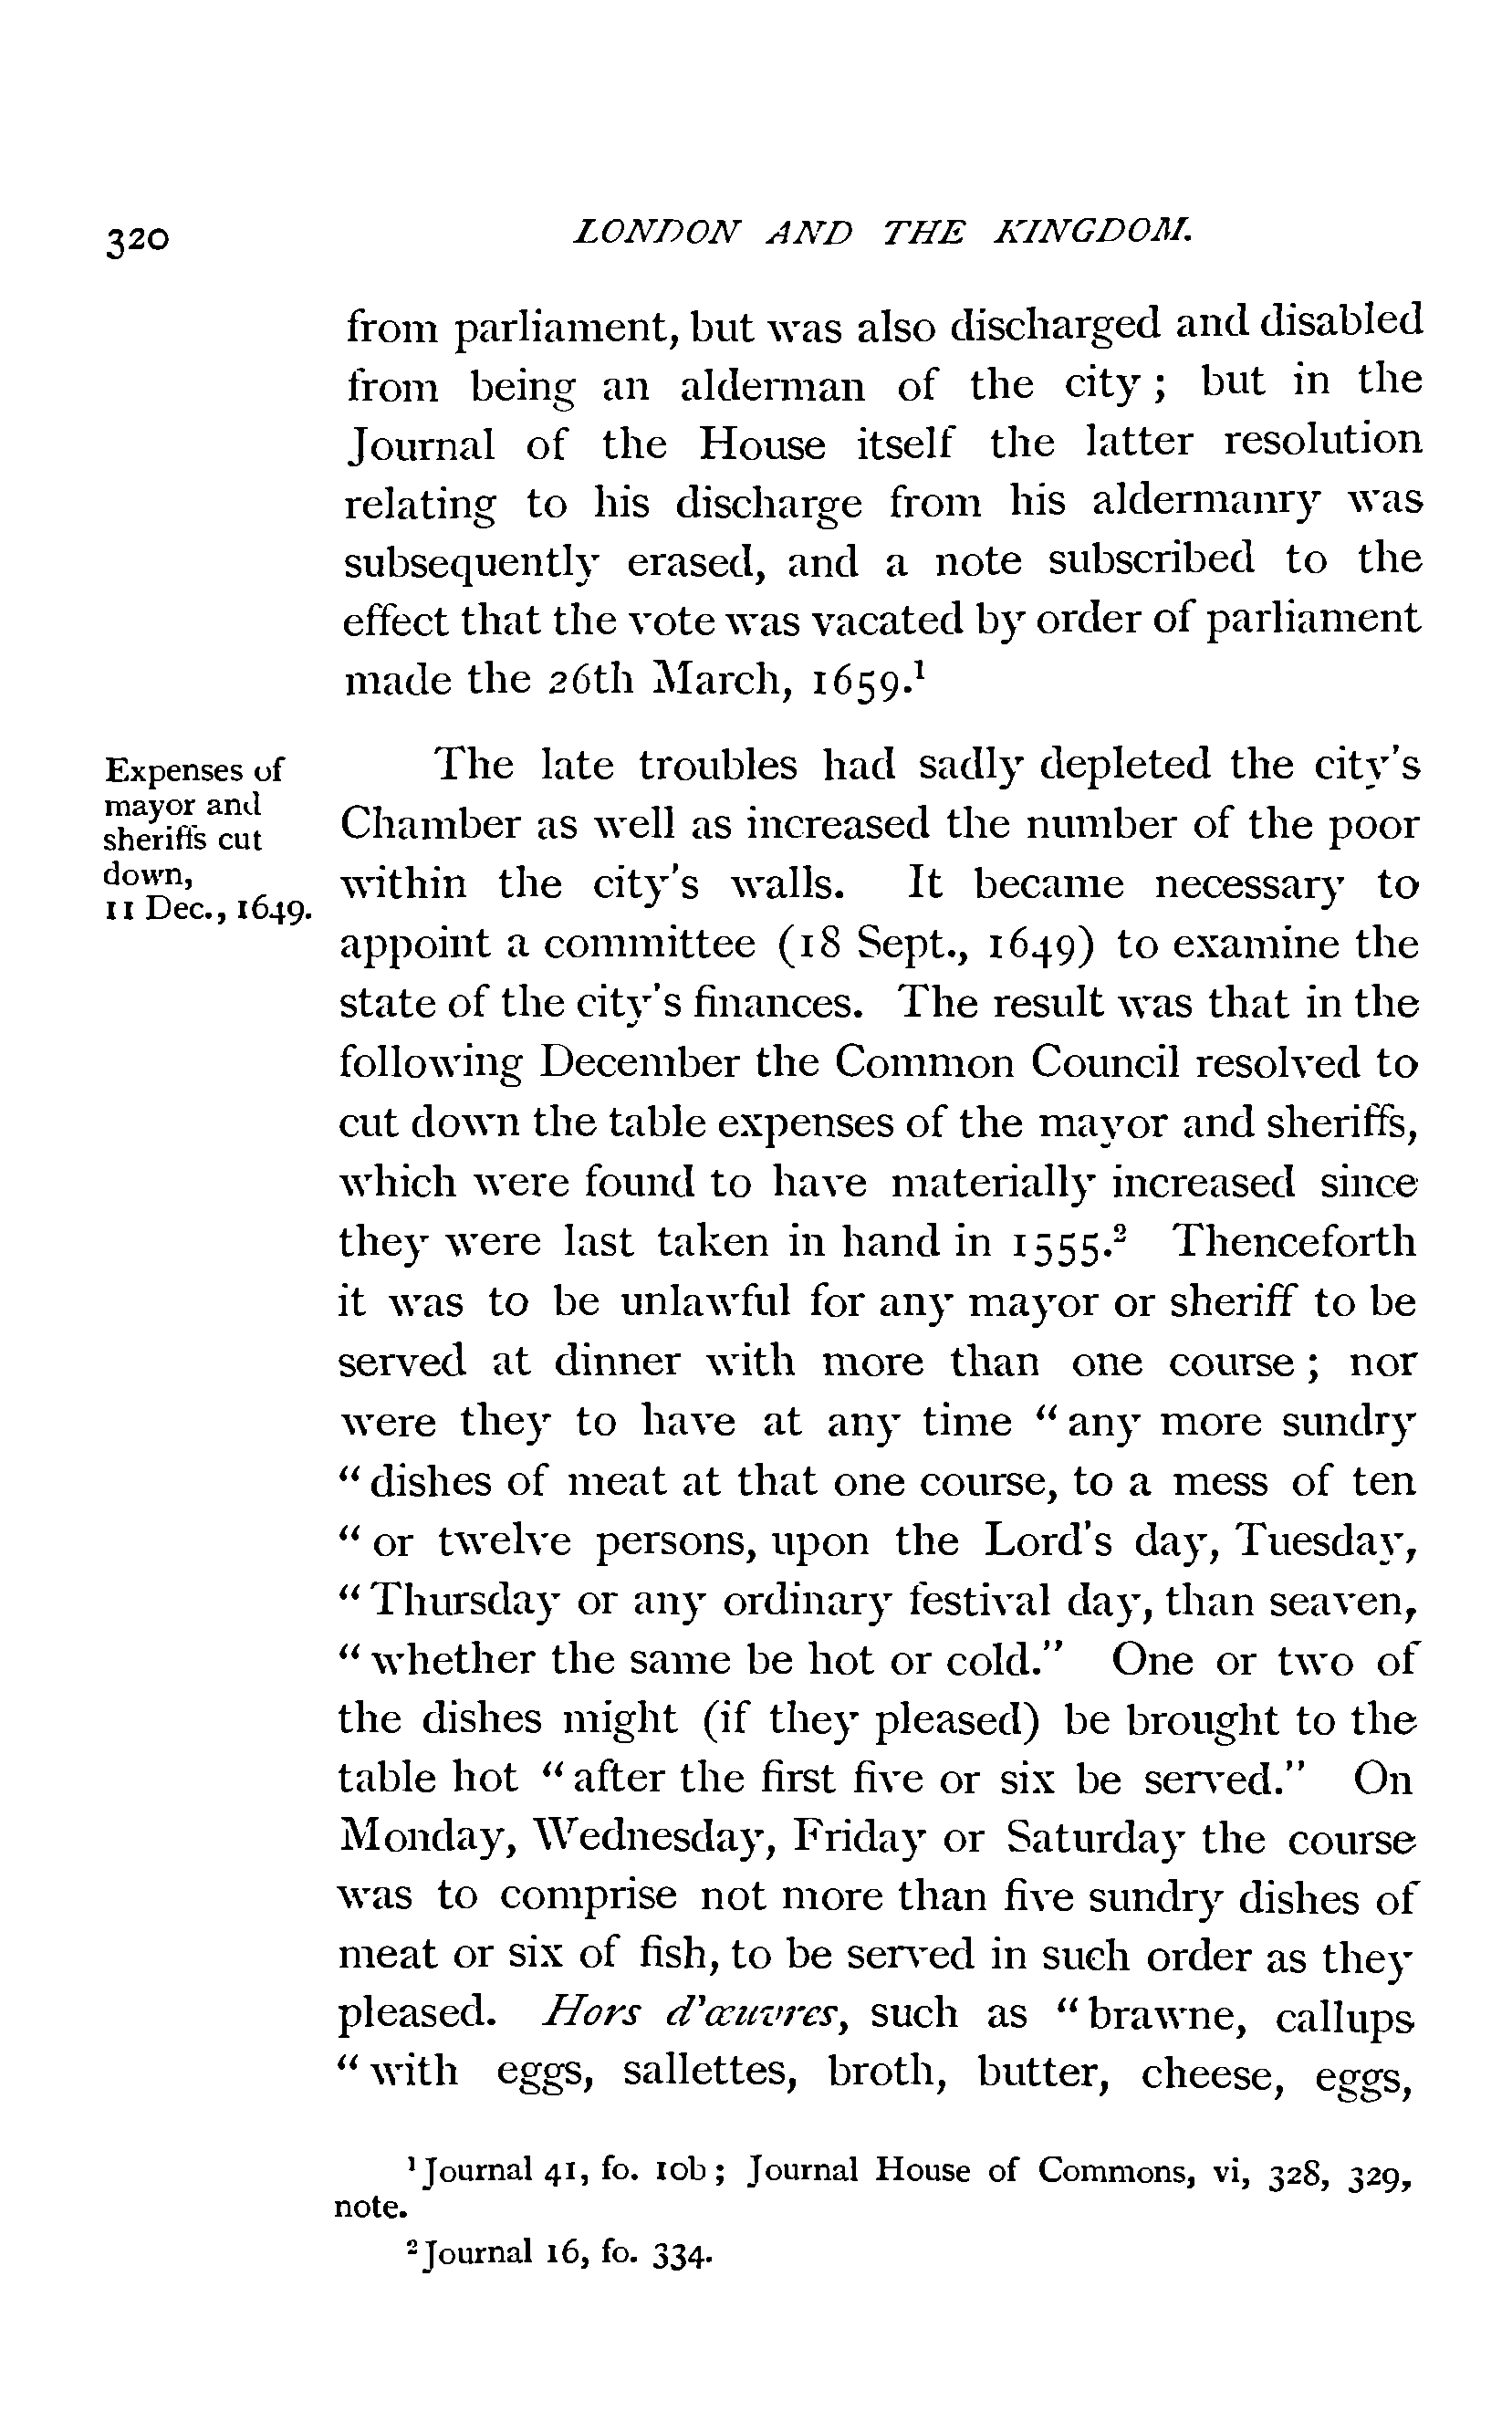 320
LONDON AND THE KINGDOM.
from parliament, but was also discharged and disabled
from being an alderman of the city; but in the
Journal of the House itself the latter resolution
relating to his discharge from his aldermanry was
subsequently erased, and a note subscribed to the
effect that the vote was vacated by order of parliament
made the 26th March, 1659.¹
Expenses of
mayor and
sheriffs cut
down,
11 Dec., 1649.
The late troubles had sadly depleted the city's
Chamber as well as increased the number of the poor
within the city's walls. It became necessary to
appoint a committee (18 Sept., 1649) to examine the
state of the city's finances. The result was that in the
following December the Common Council resolved to
cut down the table expenses of the mayor and sheriffs,
which were found to have materially increased since
they were last taken in hand in 1555.² Thenceforth
it was to be unlawful for any mayor or sheriff to be
served at dinner with more than one course; nor
were they to have at any time "any more sundry
"dishes of meat at that one course, to a mess of ten
"or twelve persons, upon the Lord's day, Tuesday,
"Thursday or any ordinary festival day, than seaven,
"whether the same be hot or cold." One or two of
the dishes might (if they pleased) be brought to the
table hot "after the first five or six be served." On
Monday, Wednesday, Friday or Saturday the course
was to comprise not more than five sundry dishes of
meat or six of fish, to be served in such order as they
pleased. Hors d'œuvres, such as "brawne, callups
"with eggs, sallettes, broth, butter, cheese, eggs,
¹ Journal 41, fo. 10b; Journal House of Commons, vi, 328, 329,
note.
² Journal 16, fo. 334.